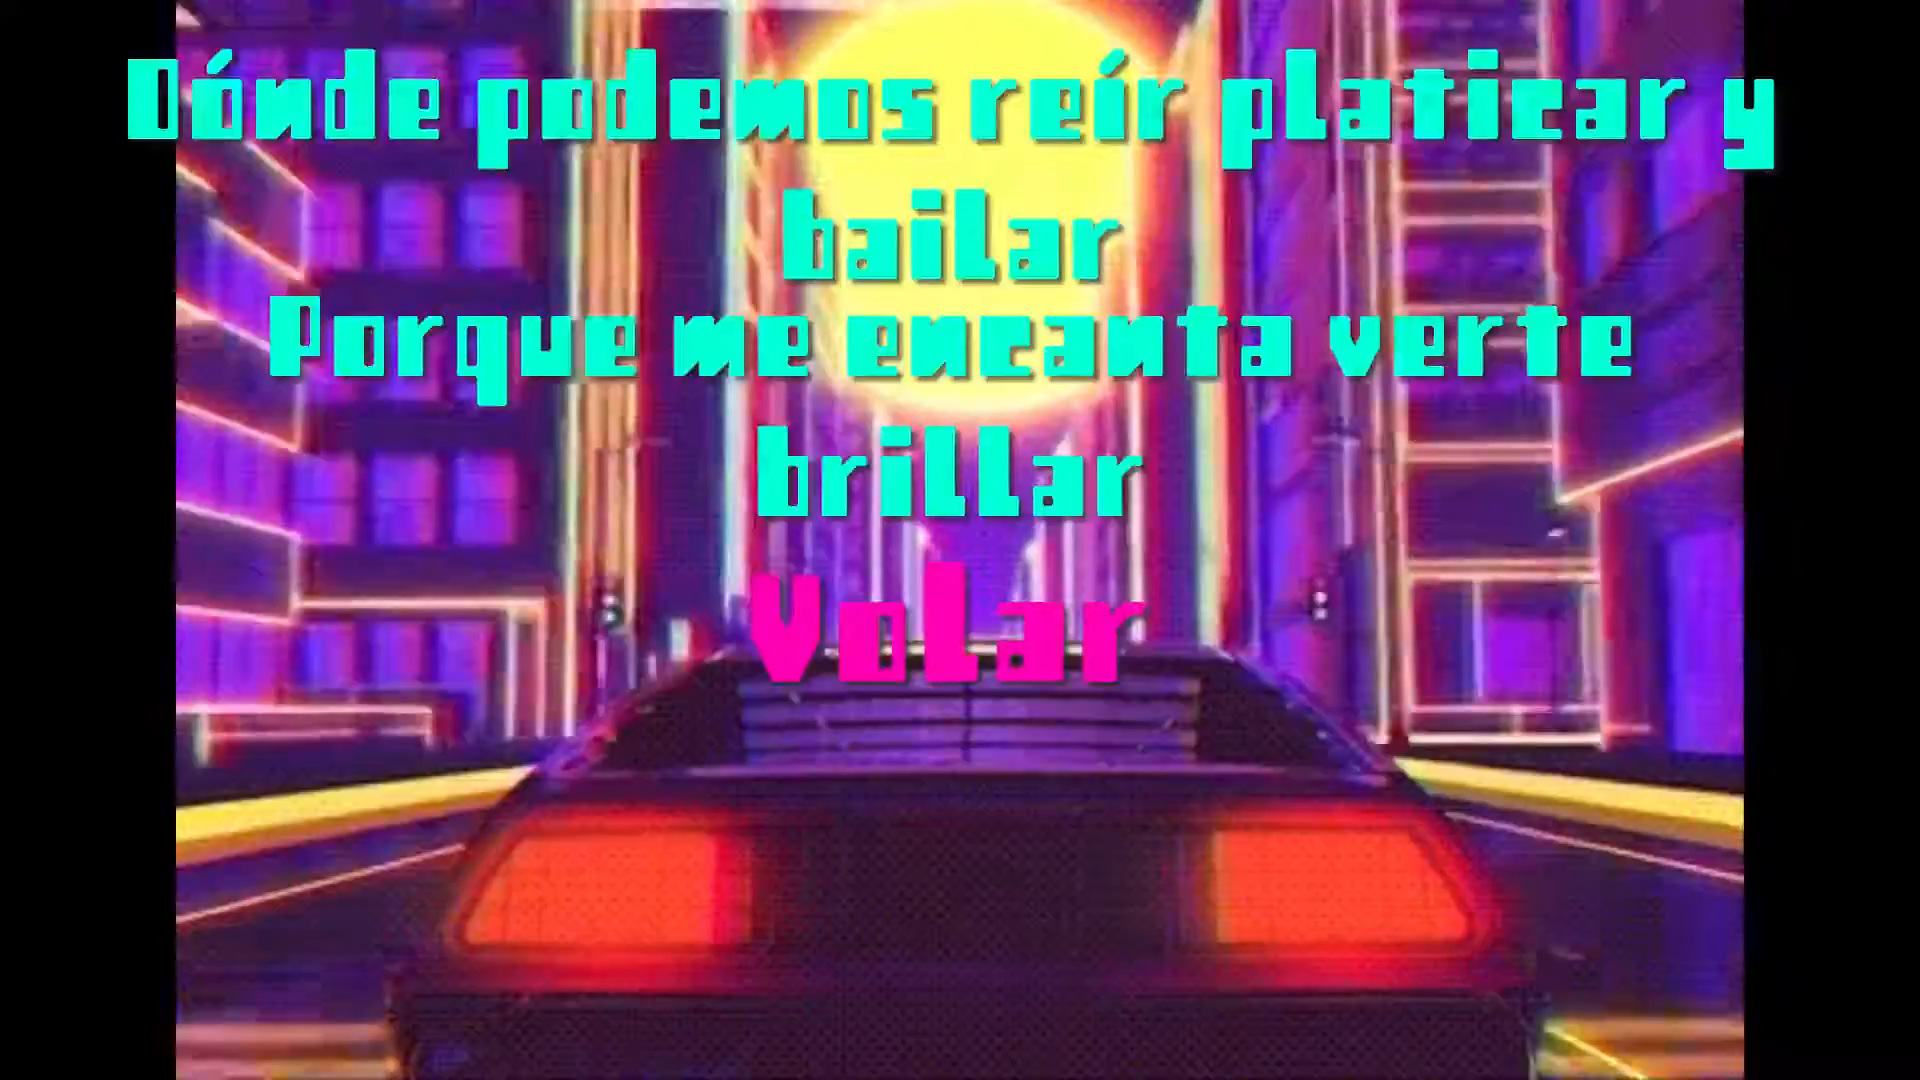 Dónde podemos reír platicar y
bailar
Porque me encanta verte
brillar
Volar